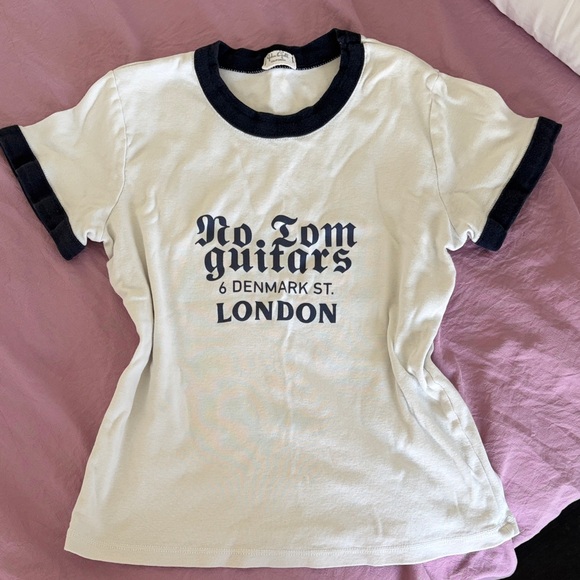 No. Tom
guitars
6 DENMARK ST.
LONDON